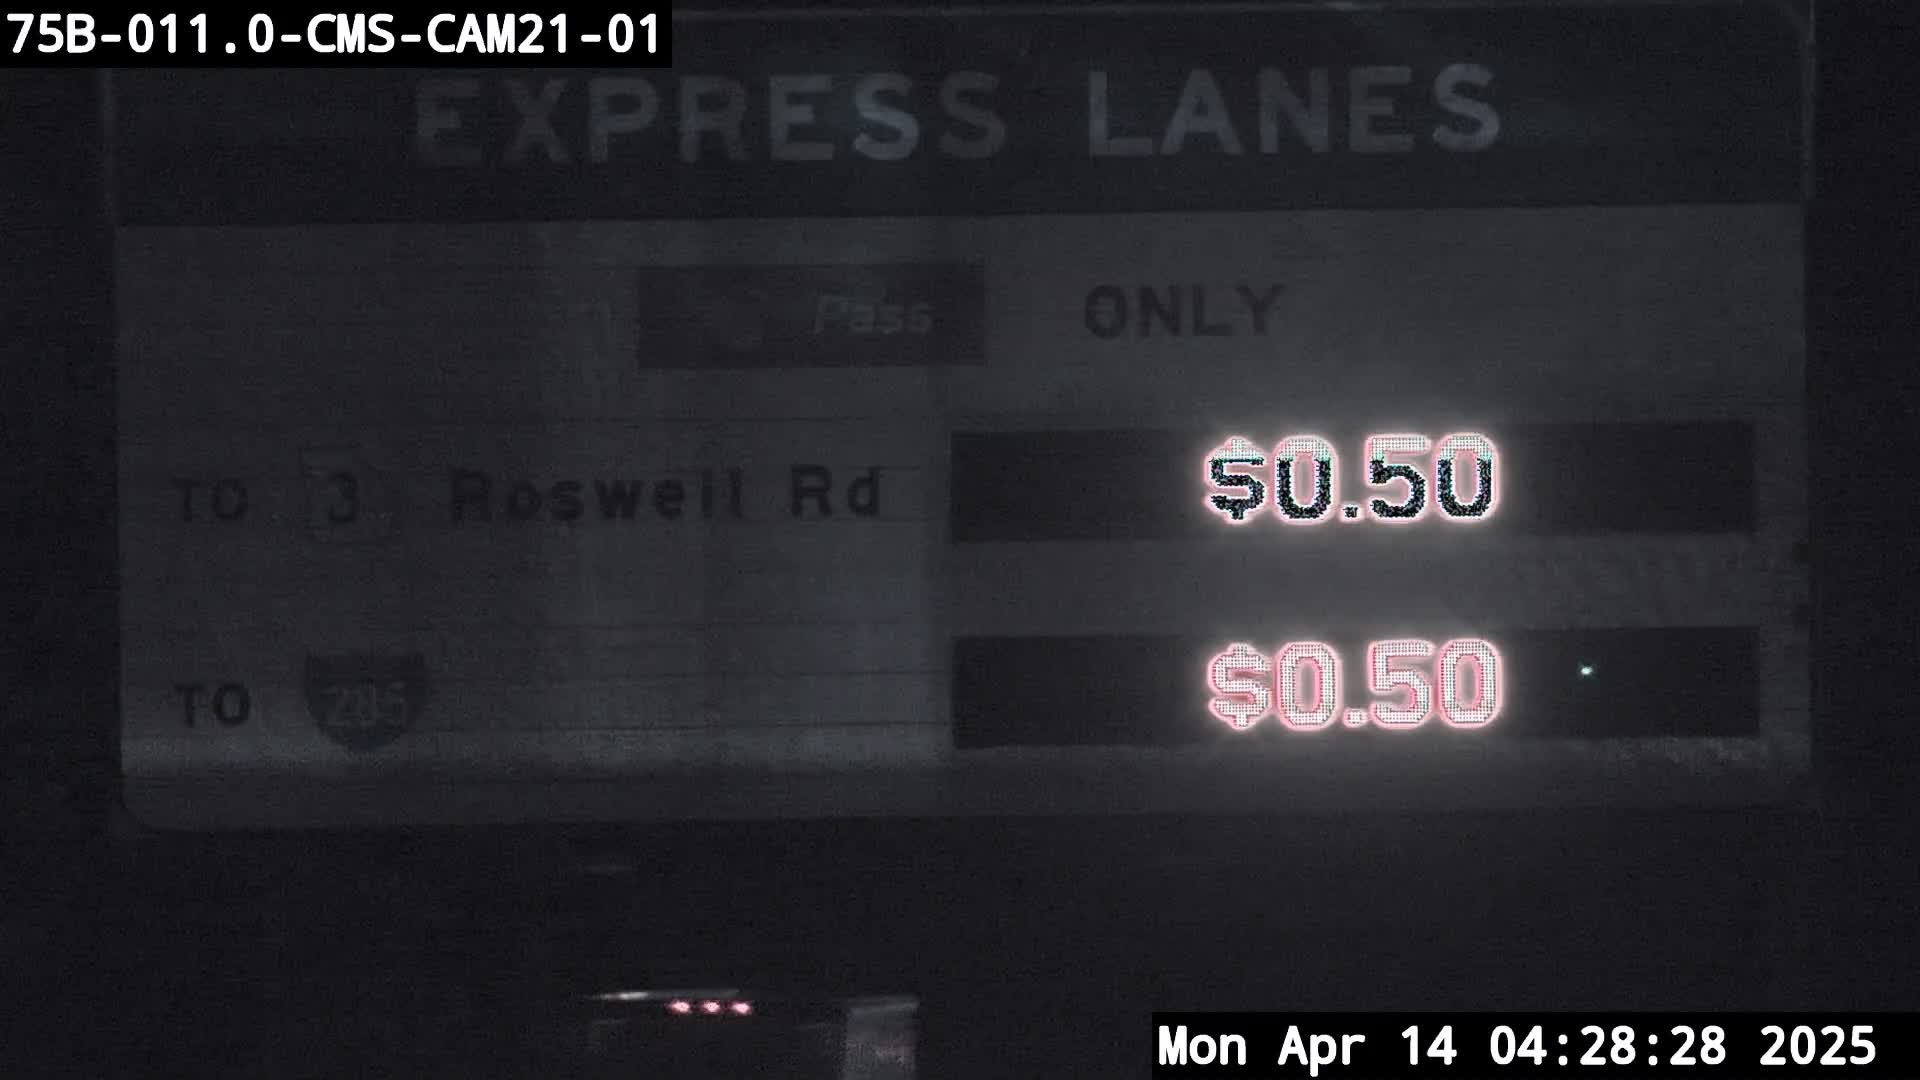 75B-011.0-CMS-CAM21-01
EXPRESS LANES
Pass ONLY
TO 3 Roswell Rd $0.50
TO 285 $0.50
Mon Apr 14 04:28:28 2025